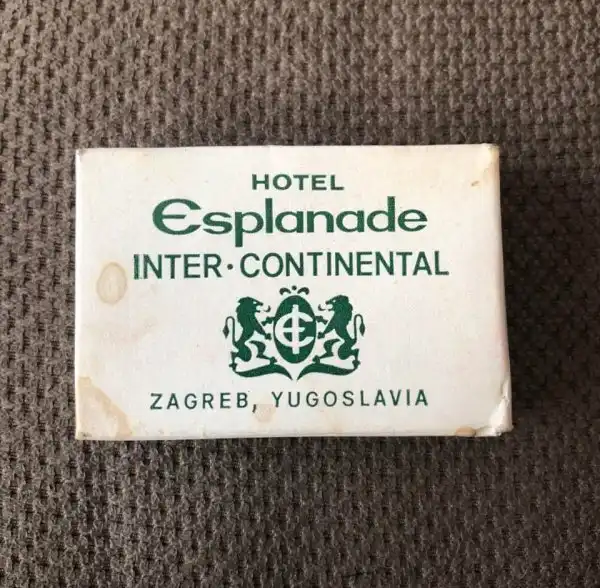 HOTEL
Esplanade
INTER·CONTINENTAL
ZAGREB, YUGOSLAVIA